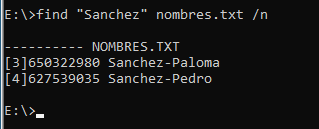 E:\>find "Sanchez" nombres.txt /n
---------- NOMBRES.TXT
[3]650322980 Sanchez-Paloma
[4]627539035 Sanchez-Pedro
E:\>